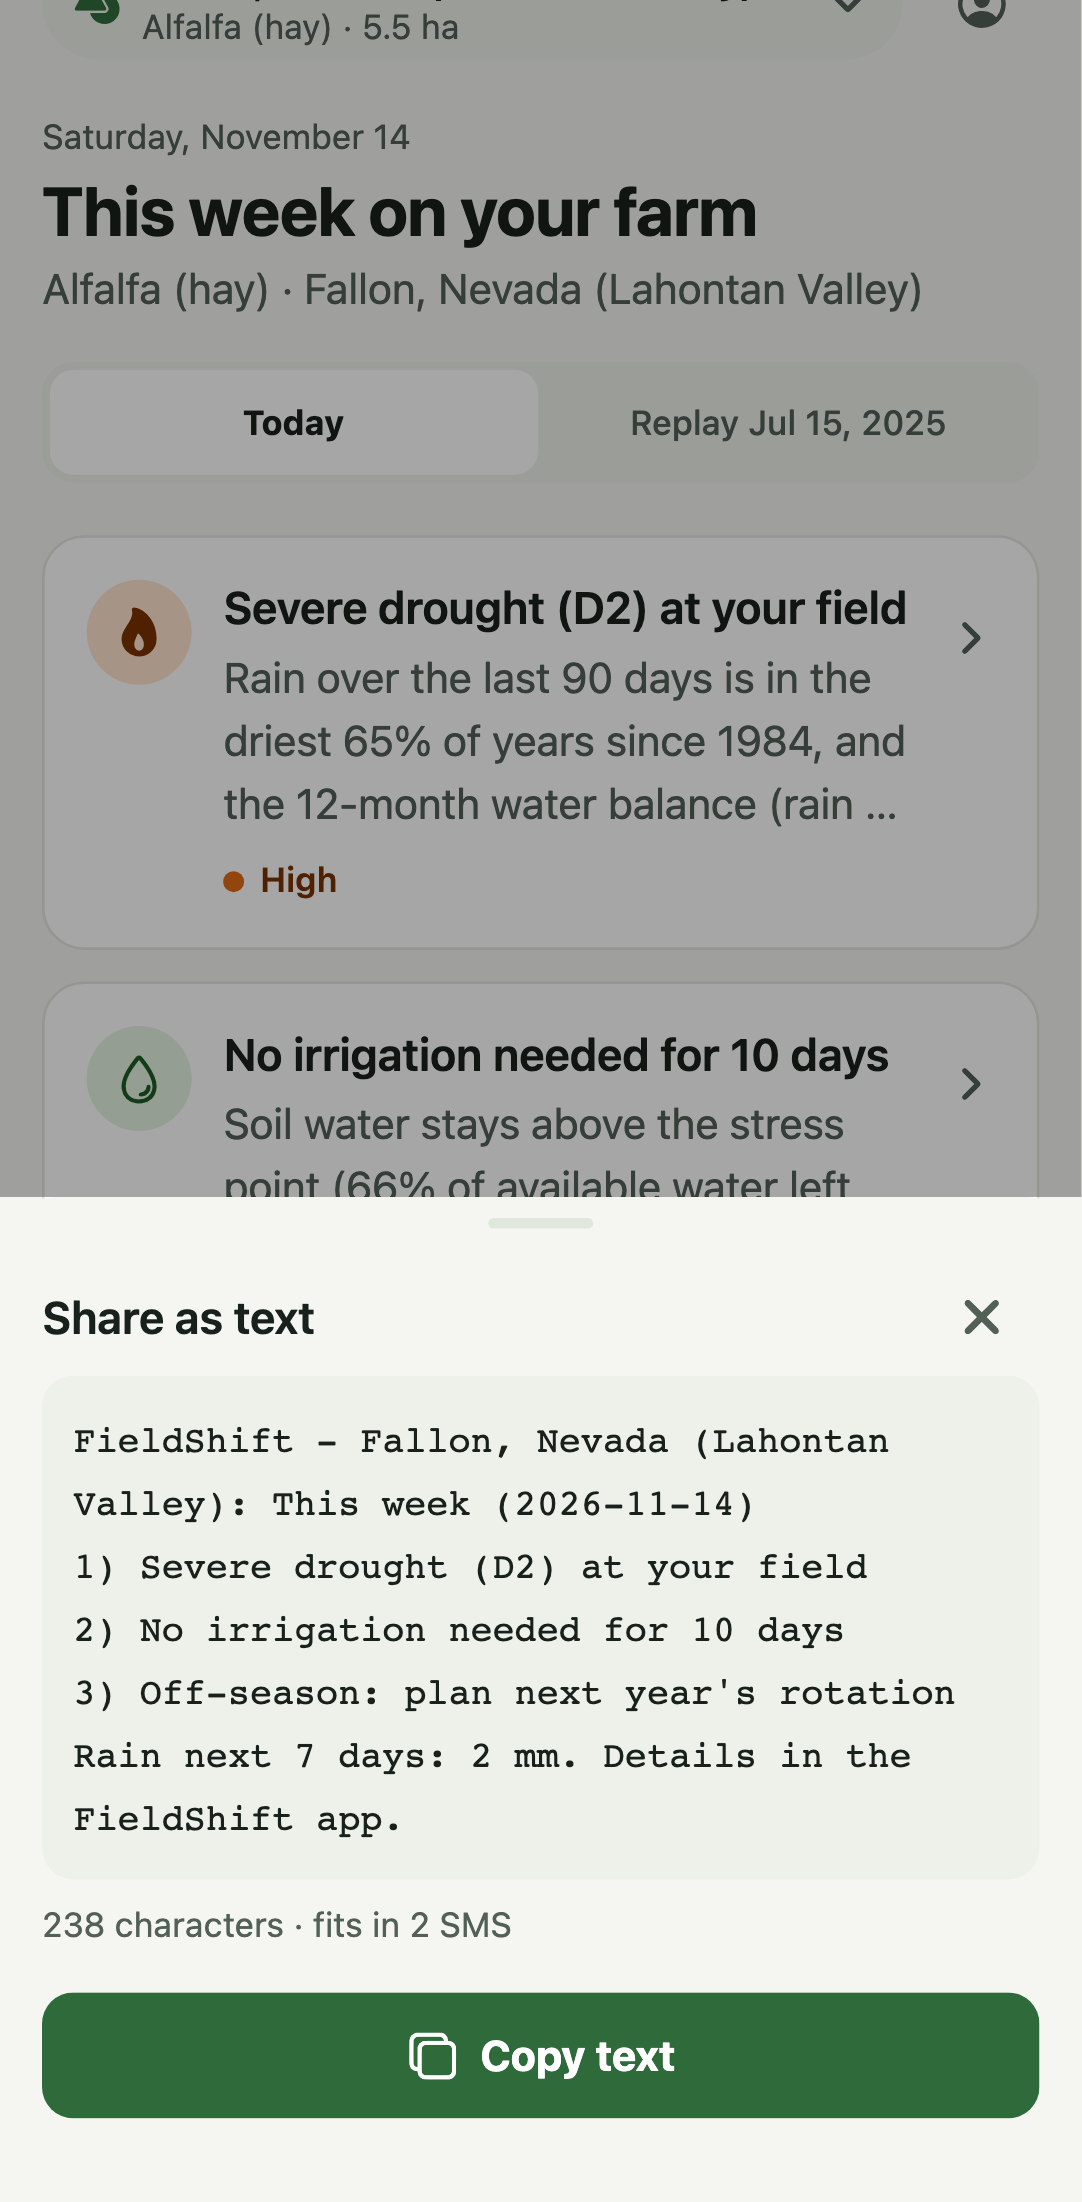 Alfalfa (hay) · 5.5 ha
Saturday, November 14
This week on your farm
Alfalfa (hay) · Fallon, Nevada (Lahontan Valley)
Today
Replay Jul 15, 2025
Severe drought (D2) at your field
Rain over the last 90 days is in the
driest 65% of years since 1984, and
the 12-month water balance (rain ...
High
No irrigation needed for 10 days
Soil water stays above the stress
point (66% of available water left
Share as text
FieldShift - Fallon, Nevada (Lahontan
Valley): This week (2026-11-14)
1) Severe drought (D2) at your field
2) No irrigation needed for 10 days
3) Off-season: plan next year's rotation
Rain next 7 days: 2 mm. Details in the
FieldShift app.
238 characters · fits in 2 SMS
Copy text